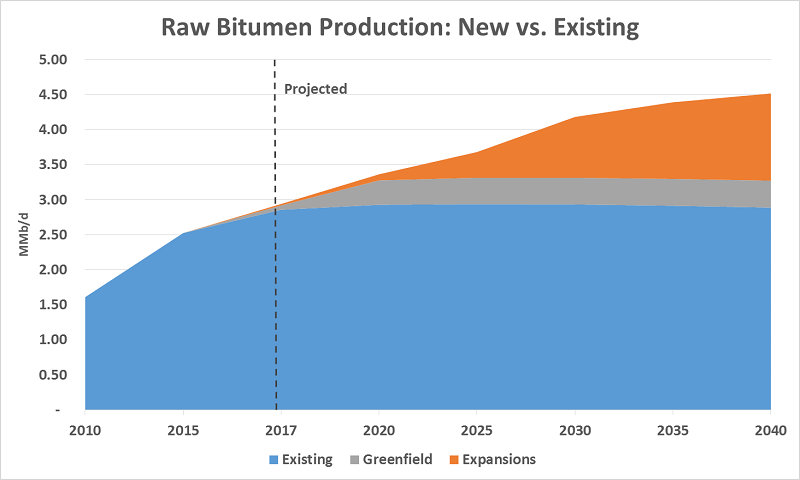 Raw Bitumen Production: New vs. Existing
5.00
4.50
4.00
3.50
3.00
2.50
2.00
1.50
1.00
0.50
-
MMb/d
Projected
2010 2015 2017 2020 2025 2030 2035 2040
Existing Greenfield Expansions